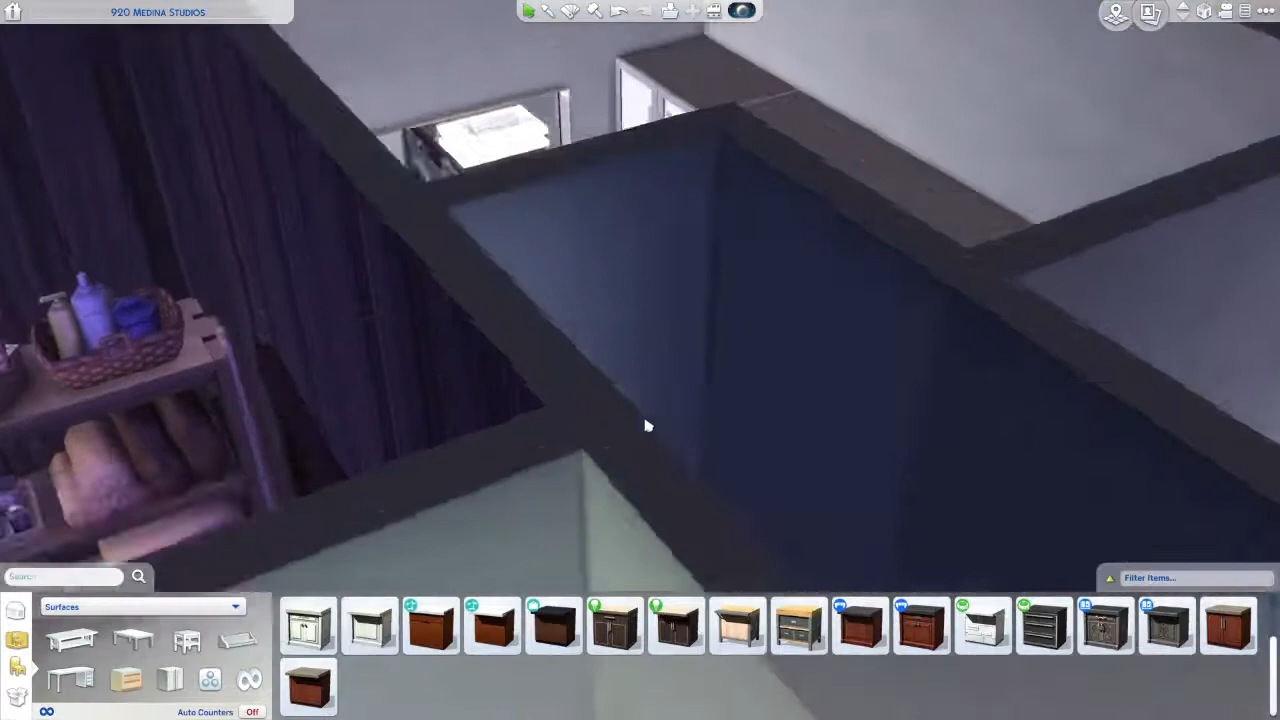 920 Medina Studios
Search
Filter Items...
Surfaces
Auto Counters Off